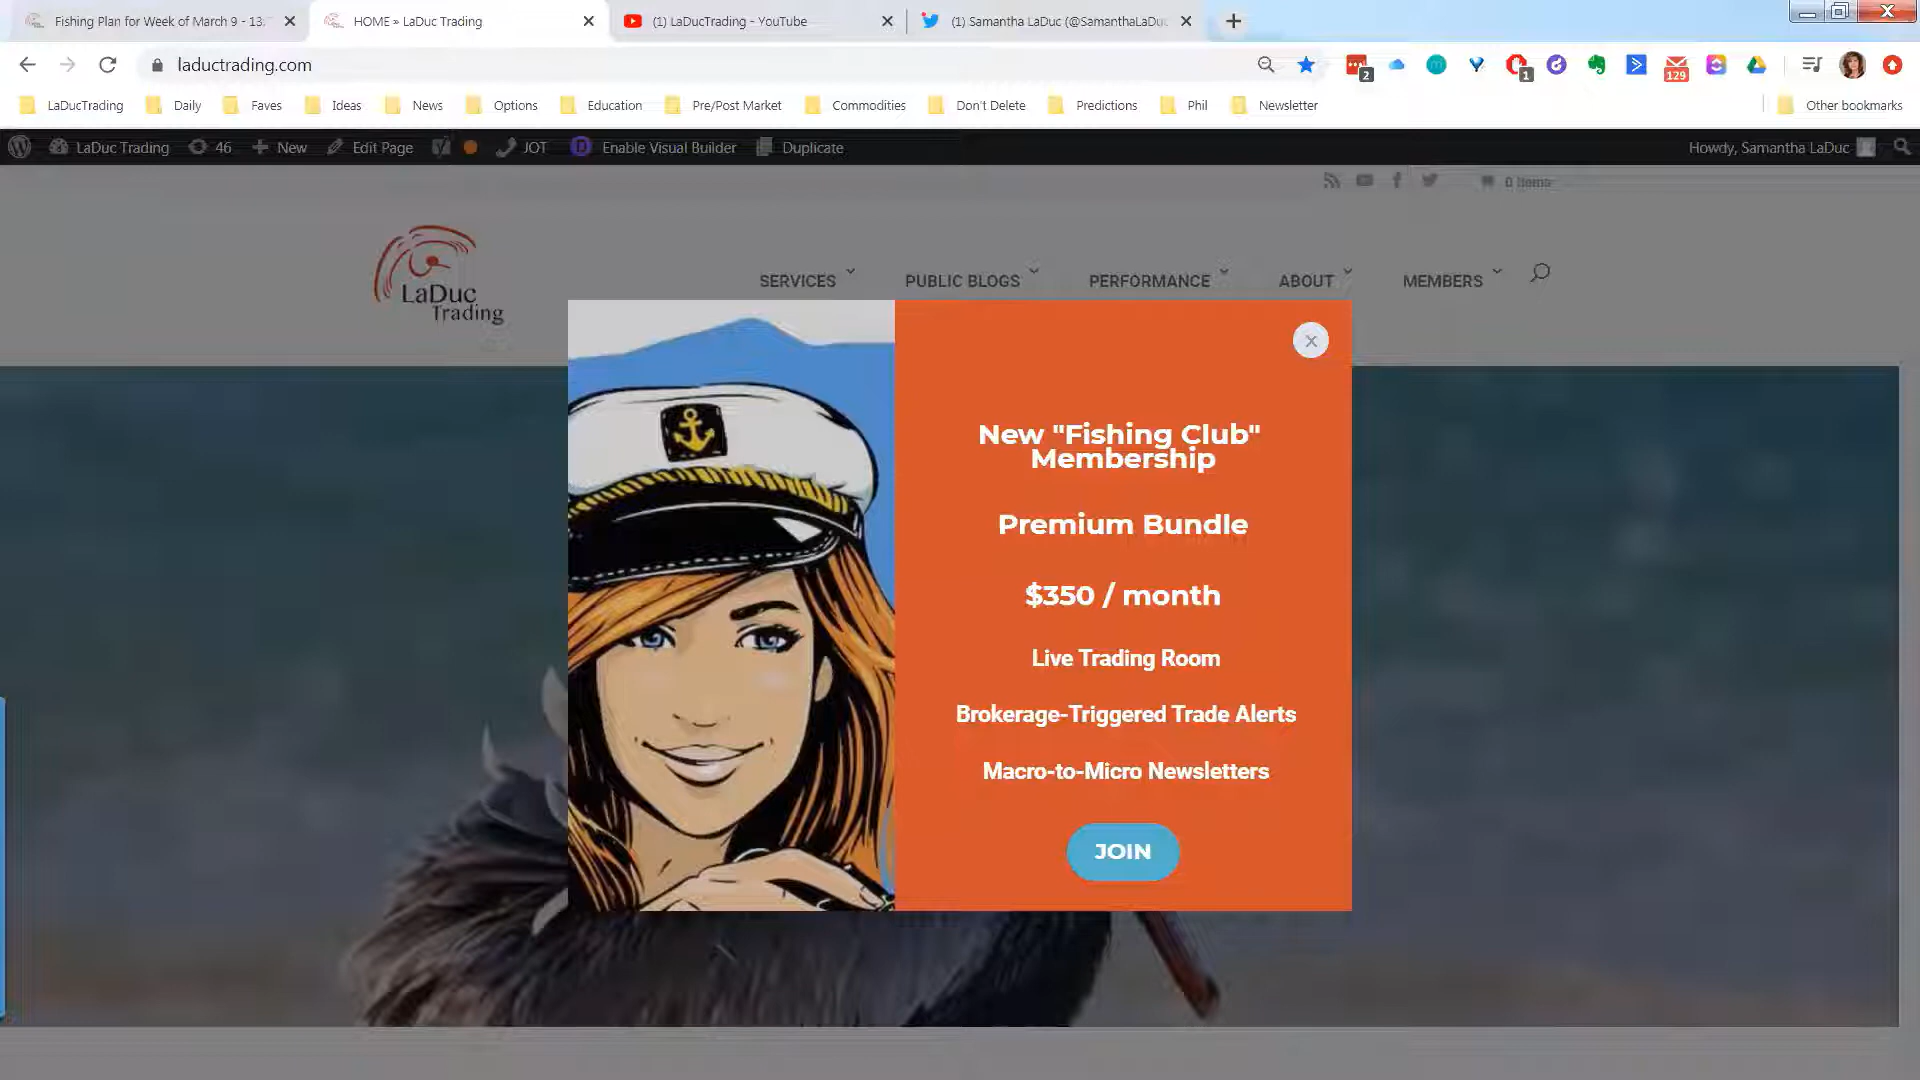 Fishing Plan for Week of March 9 - 13
HOME » LaDuc Trading
(1) LaDucTrading - YouTube
(1) Samantha LaDuc (@SamanthaLaDu
laductrading.com
2
1
129
LaDucTrading
Daily
Faves
Ideas
News
Options
Education
Pre/Post Market
Commodities
Don't Delete
Predictions
Phil
Newsletter
Other bookmarks
LaDuc Trading
46
New
Edit Page
JOT
Enable Visual Builder
Duplicate
Howdy, Samantha LaDuc
0 Items
LaDuc
Trading
SERVICES
PUBLIC BLOGS
PERFORMANCE
ABOUT
MEMBERS
New "Fishing Club"
Membership
Premium Bundle
$350 / month
Live Trading Room
Brokerage-Triggered Trade Alerts
Macro-to-Micro Newsletters
JOIN